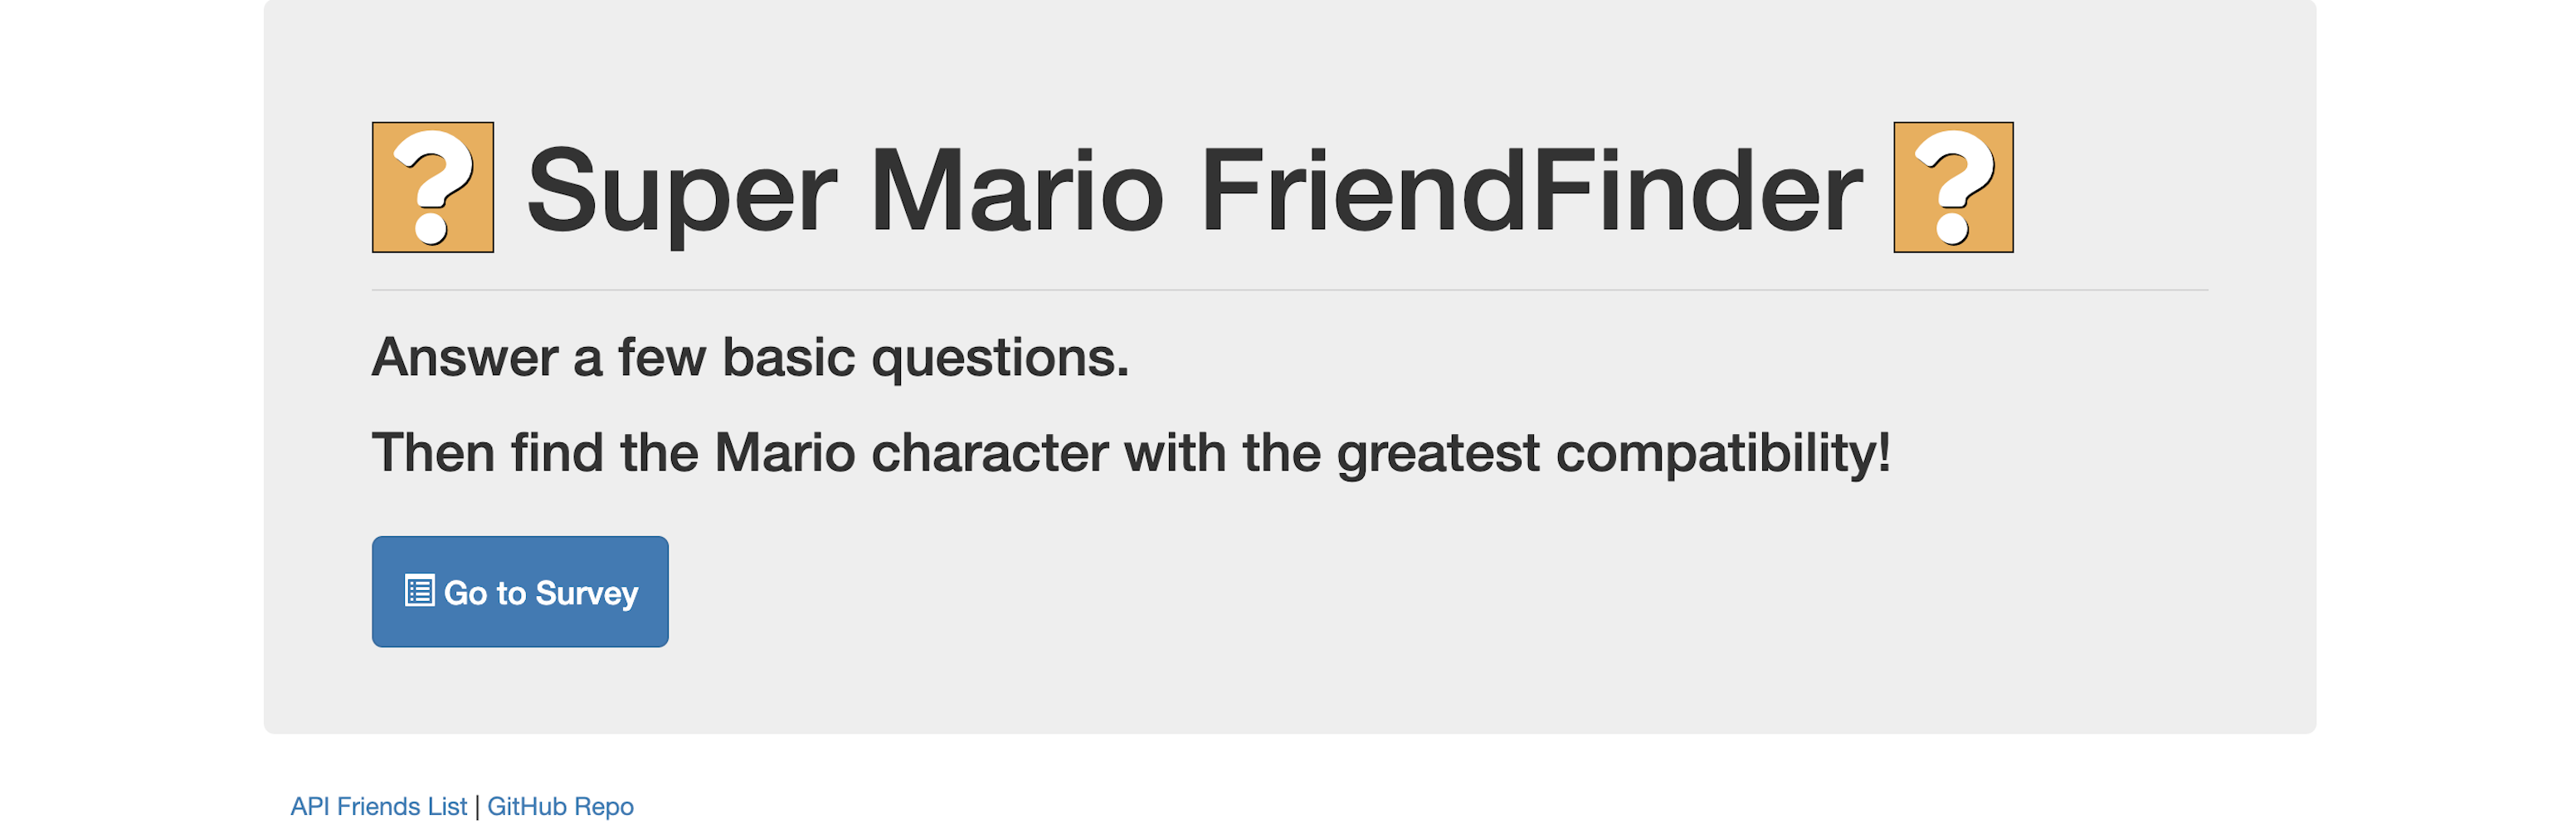 ? Super Mario FriendFinder ?
Answer a few basic questions.
Then find the Mario character with the greatest compatibility!
Go to Survey
API Friends List | GitHub Repo